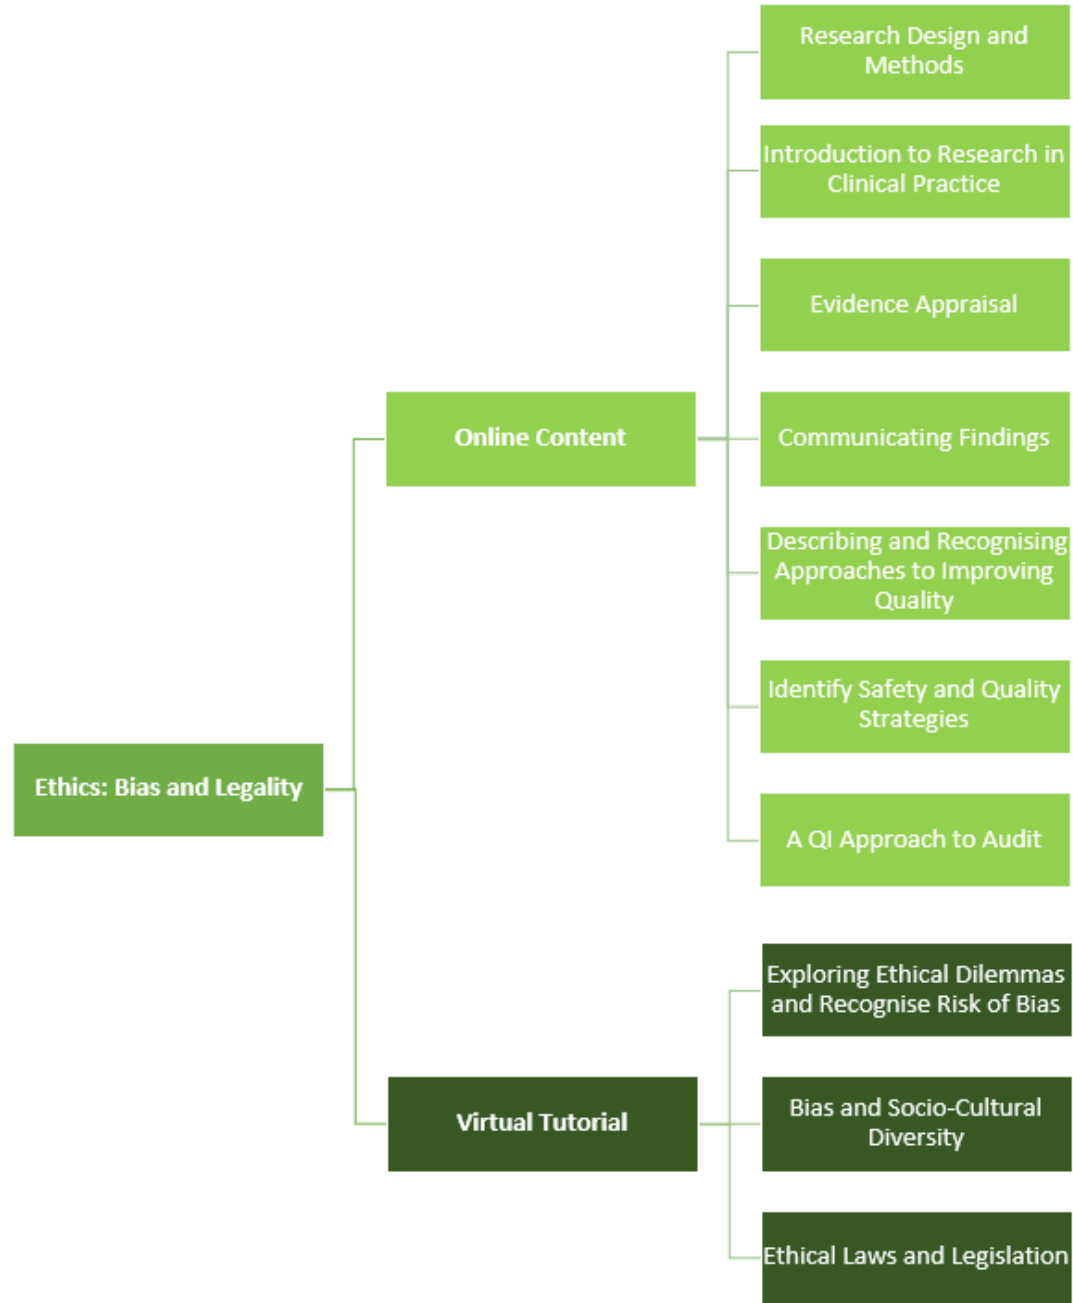 Research Design and
Methods
Introduction to Research in
Clinical Practice
Evidence Appraisal
Online Content
Communicating Findings
Describing and Recognising
Approaches to Improving
Quality
Identify Safety and Quality
Strategies
Ethics: Bias and Legality
A QI Approach to Audit
Exploring Ethical Dilemmas
and Recognise Risk of Bias
Virtual Tutorial
Bias and Socio-Cultural
Diversity
Ethical Laws and Legislation